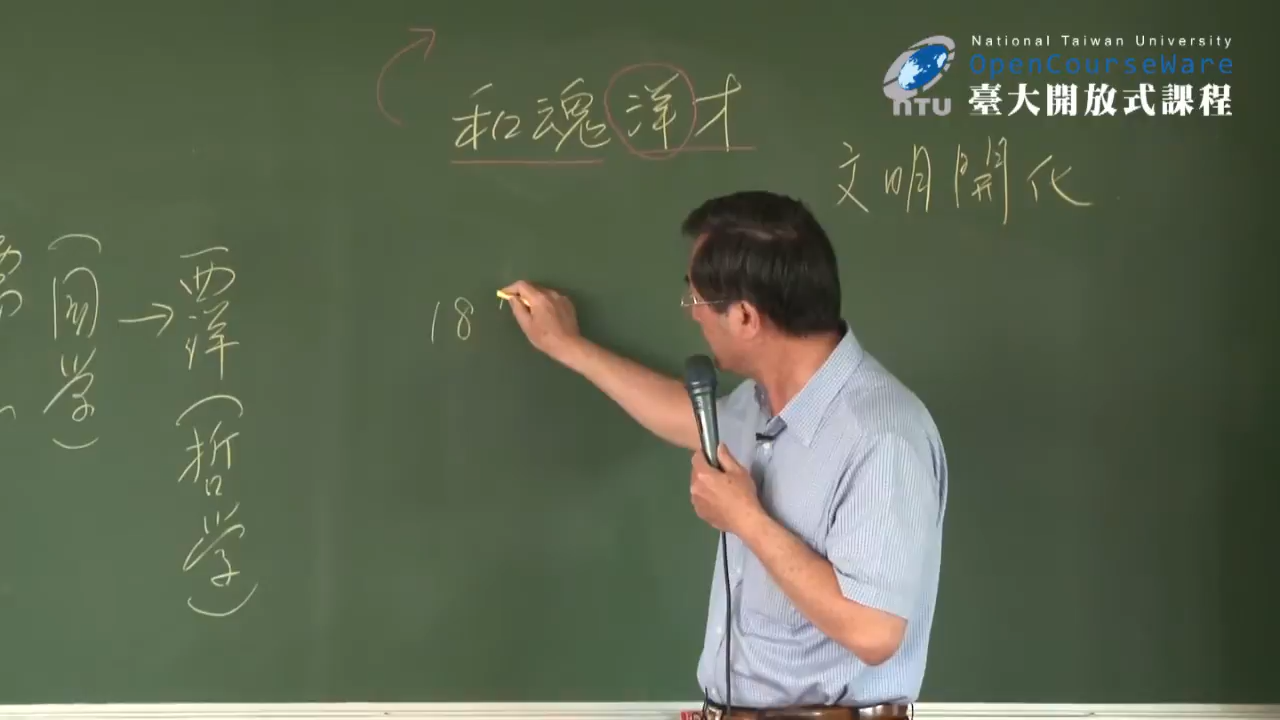 National Taiwan University
OpenCourseWare
NTU
臺大開放式課程
和魂洋才
文明開化
(国学)
→
西洋(哲学)
18